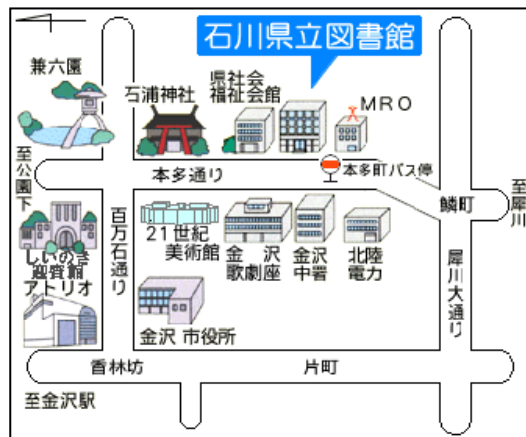 石川県立図書館
兼六園
石浦神社
県社会
福祉会館
MRO
至公園下
本多通り
本多町バス停
至犀川
鱗町
百万石通り
21世紀
美術館
金沢
歌劇座
金沢
中署
北陸
電力
犀川大通り
しいのき
迎賓館
アトリオ
金沢市役所
香林坊
片町
至金沢駅